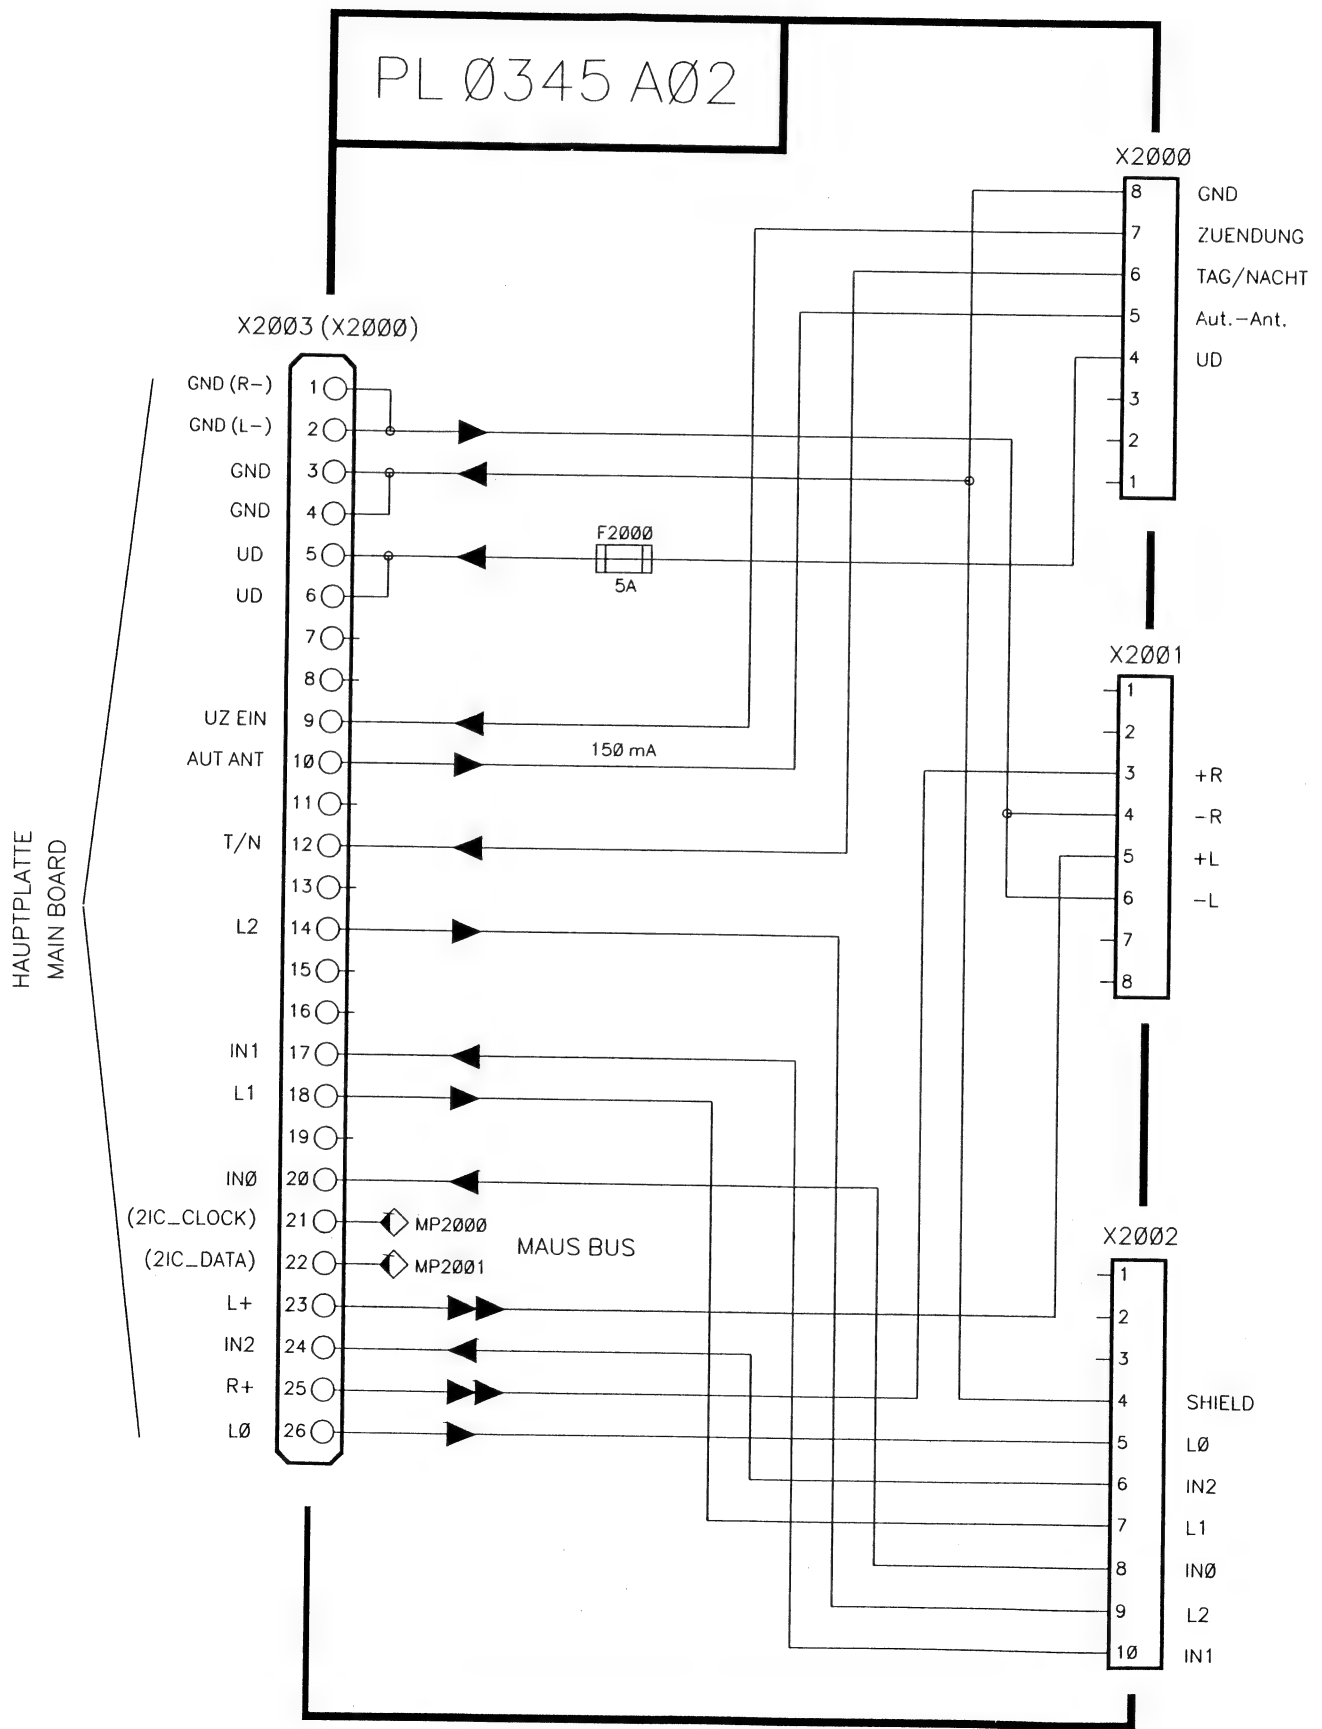 PL Ø345 AØ2
X2ØØØ
8 GND
7 ZUENDUNG
6 TAG/NACHT
5 Aut.-Ant.
4 UD
3
2
1
X2ØØ3 (X2ØØØ)
GND (R-) 1
GND (L-) 2
GND 3
GND 4
UD 5
UD 6
7
8
UZ EIN 9
AUT ANT 1Ø
11
T/N 12
13
L2 14
15
16
IN1 17
L1 18
19
INØ 2Ø
(2IC_CLOCK) 21
(2IC_DATA) 22
L+ 23
IN2 24
R+ 25
LØ 26
HAUPTPLATTE
MAIN BOARD
F2ØØØ
5A
15Ø mA
MP2ØØØ
MP2ØØ1
MAUS BUS
X2ØØ1
1
2
3 +R
4 -R
5 +L
6 -L
7
8
X2ØØ2
1
2
3
4 SHIELD
5 LØ
6 IN2
7 L1
8 INØ
9 L2
1Ø IN1